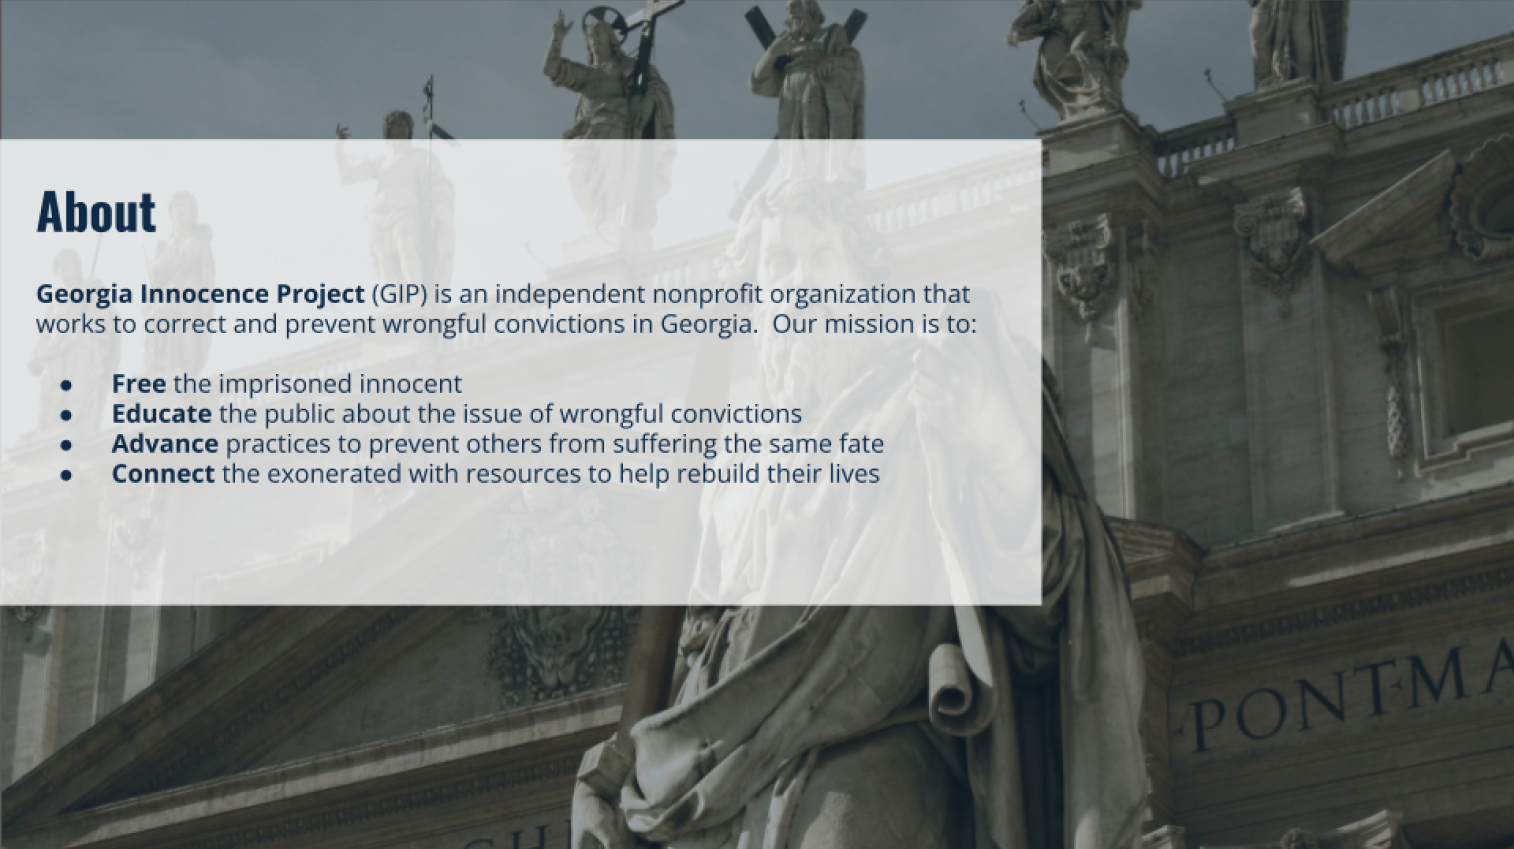 About
Georgia Innocence Project (GIP) is an independent nonprofit organization that
works to correct and prevent wrongful convictions in Georgia.  Our mission is to:
● Free the imprisoned innocent
● Educate the public about the issue of wrongful convictions
● Advance practices to prevent others from suffering the same fate
● Connect the exonerated with resources to help rebuild their lives
PONT·MA